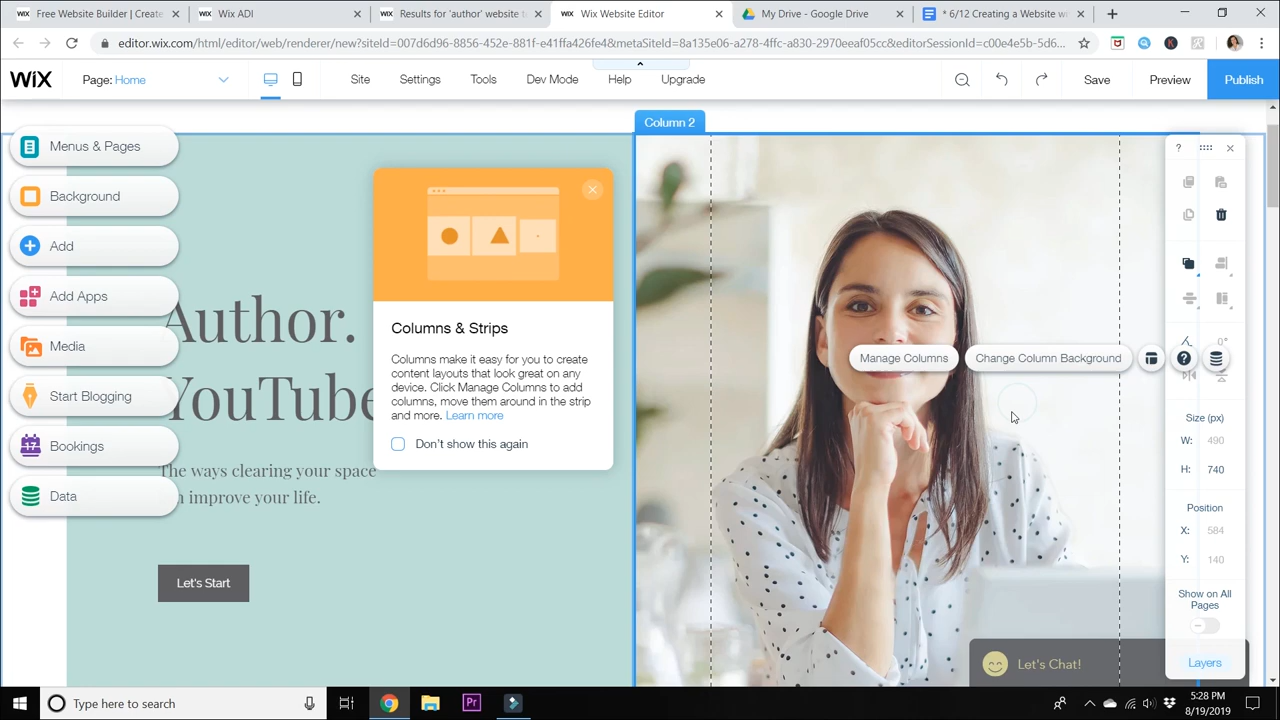 Free Website Builder | Create
Wix ADI
Results for 'author' website t
Wix Website Editor
My Drive - Google Drive
* 6/12 Creating a Website wi
editor.wix.com/html/editor/web/renderer/new?siteId=001d6d96-8856-452e-881f-e41ffa426fe4&metaSiteId=8a135e06-a278-4ffc-a830-2970eeaf05cc&editorSessionId=c00e4e5b-5d6...
WiX
Page: Home
Site
Settings
Tools
Dev Mode
Help
Upgrade
Save
Preview
Publish
Column 2
Menus & Pages
Background
Add
Add Apps
Media
Start Blogging
17
Bookings
Data
Author.
YouTube
The ways clearing your space
improve your life.
Let's Start
Columns & Strips
Columns make it easy for you to create
content layouts that look great on any
device. Click Manage Columns to add
columns, move them around in the strip
and more. Learn more
Don't show this again
Manage Columns
Change Column Background
?
?
0°
Size (px)
W: 490
H: 740
Position
X: 584
Y: 140
Show on All
Pages
Layers
Let's Chat!
Type here to search
Pr
5:28 PM
8/19/2019